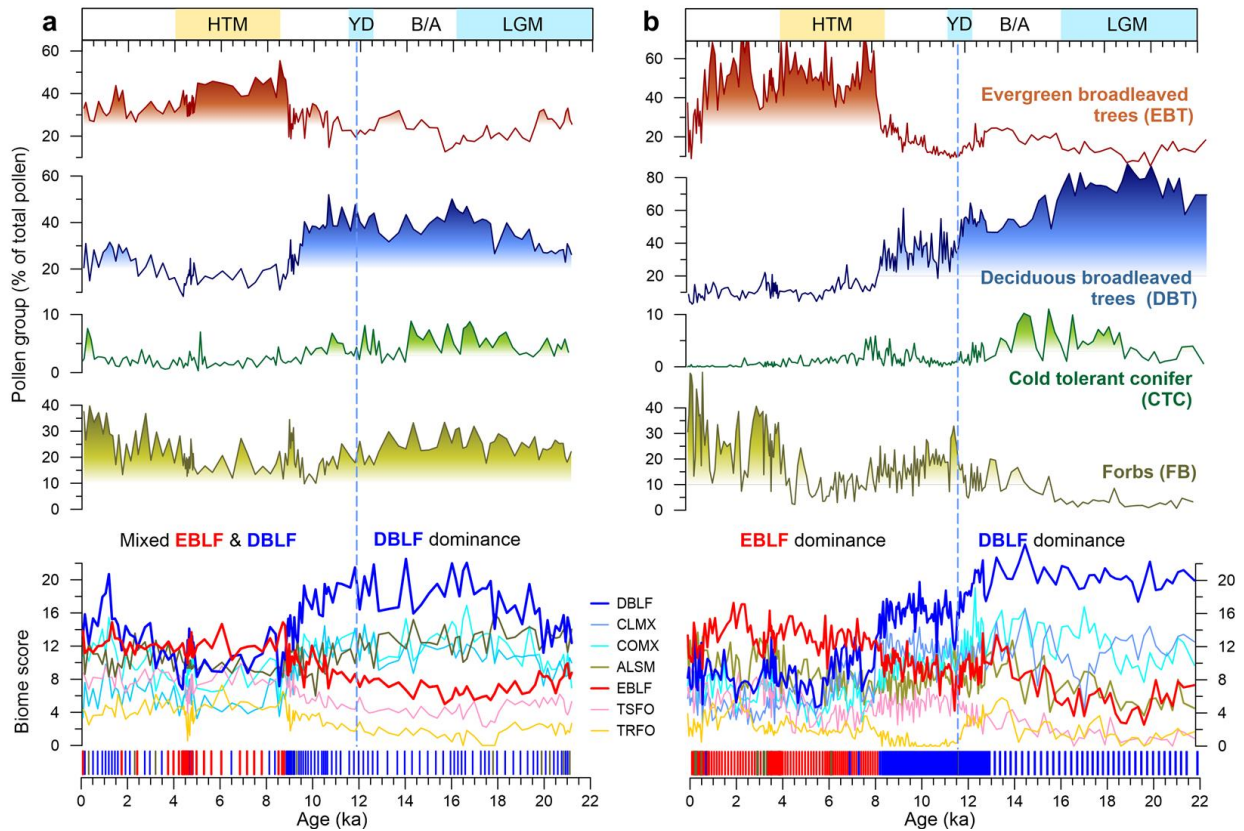 a
HTM
YD
B/A
LGM
b
HTM
YD
B/A
LGM
Pollen group (% of total pollen)
60
40
20
60
40
20
10
0
40
30
20
10
0
60
40
20
80
60
40
20
10
0
40
30
20
10
0
Evergreen broadleaved
trees (EBT)
Deciduous broadleaved
trees (DBT)
Cold tolerant conifer
(CTC)
Forbs (FB)
Mixed EBLF & DBLF
DBLF dominance
EBLF dominance
DBLF dominance
Biome score
20
16
12
8
4
0
DBLF
CLMX
COMX
ALSM
EBLF
TSFO
TRFO
20
16
12
8
4
0
0 2 4 6 8 10 12 14 16 18 20 22
Age (ka)
0 2 4 6 8 10 12 14 16 18 20 22
Age (ka)